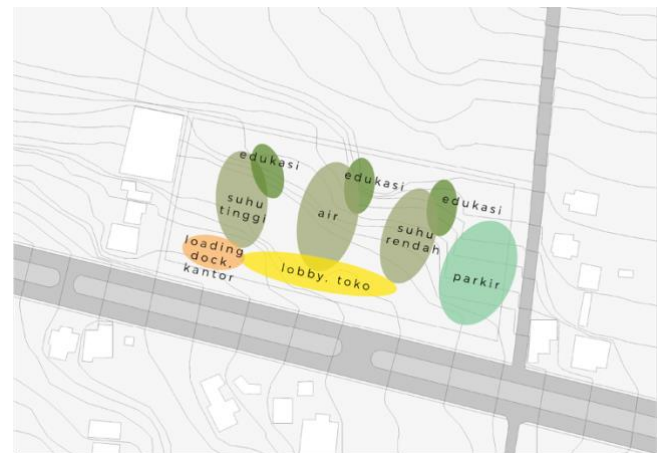 edukasi
suhu
tinggi
edukasi
air
edukasi
suhu
rendah
loading
dock,
kantor
lobby, toko
parkir